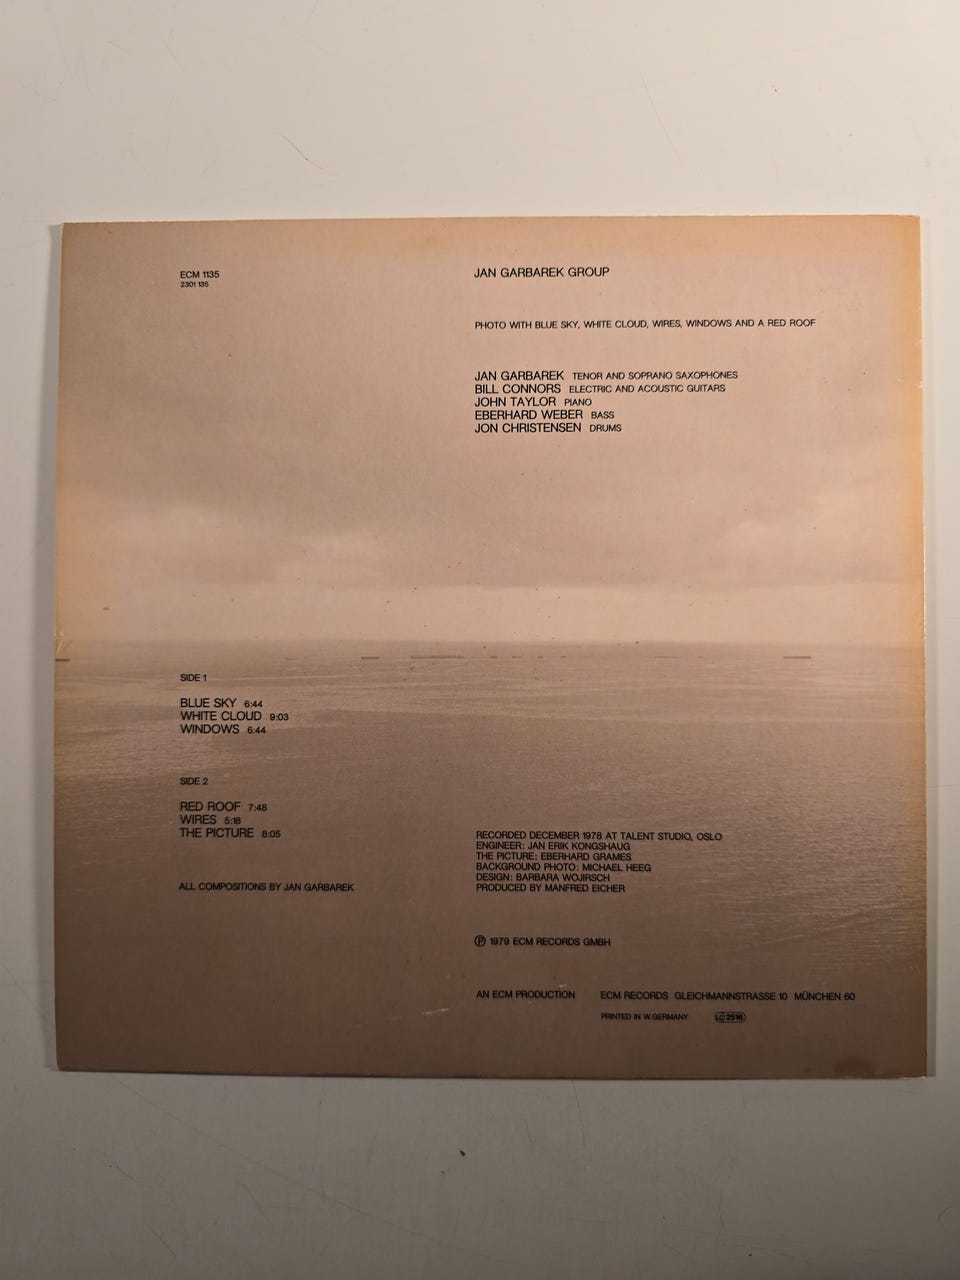 ECM 1135
2301 135
JAN GARBAREK GROUP
PHOTO WITH BLUE SKY, WHITE CLOUD, WIRES, WINDOWS AND A RED ROOF
JAN GARBAREK TENOR AND SOPRANO SAXOPHONES
BILL CONNORS ELECTRIC AND ACOUSTIC GUITARS
JOHN TAYLOR PIANO
EBERHARD WEBER BASS
JON CHRISTENSEN DRUMS
SIDE 1
BLUE SKY 6:44
WHITE CLOUD 9:03
WINDOWS 6:44
SIDE 2
RED ROOF 7:48
WIRES 5:18
THE PICTURE 8:05
ALL COMPOSITIONS BY JAN GARBAREK
RECORDED DECEMBER 1978 AT TALENT STUDIO, OSLO
ENGINEER: JAN ERIK KONGSHAUG
THE PICTURE: EBERHARD GRAMES
BACKGROUND PHOTO: MICHAEL HEEG
DESIGN: BARBARA WOJIRSCH
PRODUCED BY MANFRED EICHER
℗ 1979 ECM RECORDS GMBH
AN ECM PRODUCTION ECM RECORDS GLEICHMANNSTRASSE 10 MÜNCHEN 60
PRINTED IN W.GERMANY LC 2516